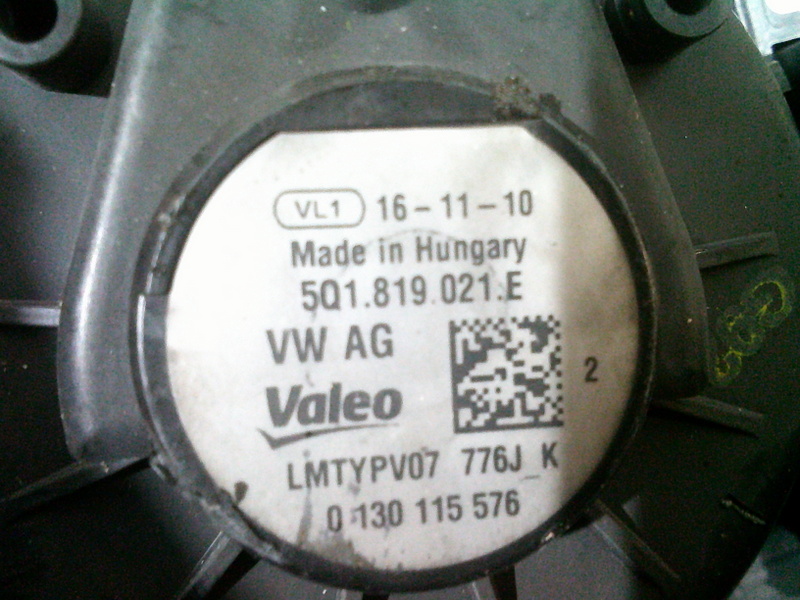 VL1 16-11-10
Made in Hungary
5Q1.819.021.E
VW AG
2
Valeo
LMTYPV07 776J_K
0 130 115 576